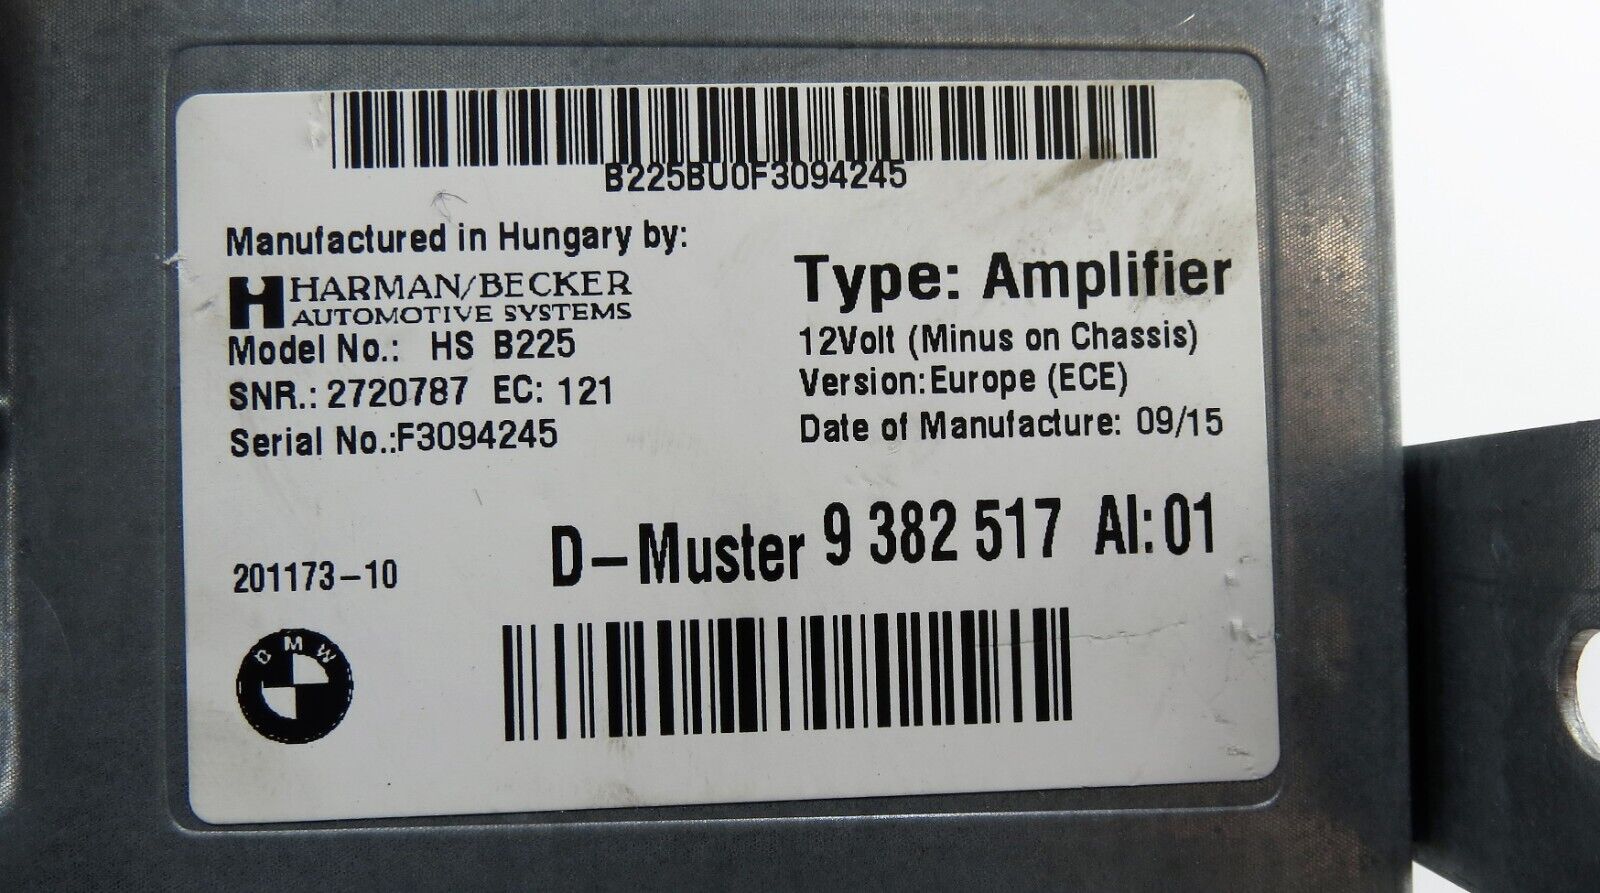 B225BU0F3094245
Manufactured in Hungary by:
HARMAN/BECKER
AUTOMOTIVE SYSTEMS
Model No.: HS B225
SNR.: 2720787 EC: 121
Serial No.:F3094245
Type: Amplifier
12Volt (Minus on Chassis)
Version:Europe (ECE)
Date of Manufacture: 09/15
D-Muster 9 382 517 AI:01
201173-10
BMW